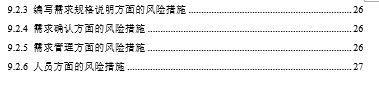 9.2.3 编写需求规格说明方面的风险措施 ........................................................ 26
9.2.4 需求确认方面的风险措施 ........................................................ 26
9.2.5 需求管理方面的风险措施 ........................................................ 26
9.2.6 人员方面的风险措施 ........................................................ 27